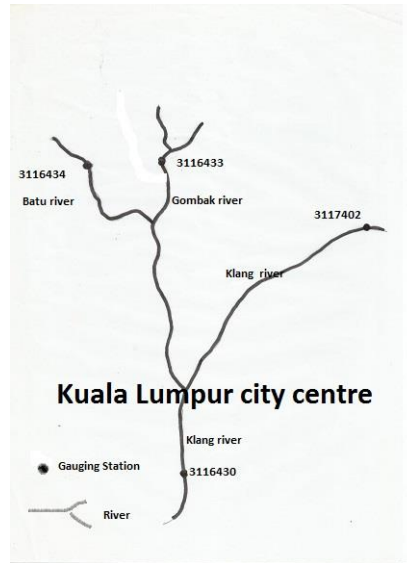 3116433
3116434
Batu river
Gombak river
3117402
Klang river
Kuala Lumpur city centre
Klang river
3116430
Gauging Station
River